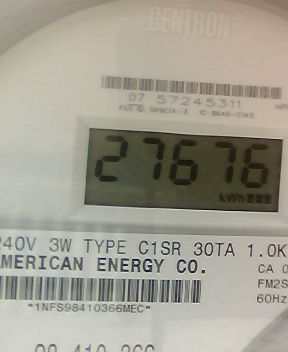 CENTRON®
07 57245311
27676
kWh
240V 3W TYPE C1SR 30TA 1.0K
AMERICAN ENERGY CO.
CA 0
FM2S
60Hz
*1NFS98410366MEC*